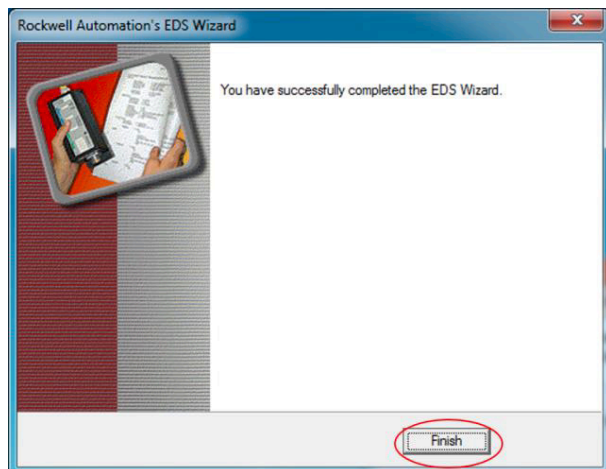 Rockwell Automation's EDS Wizard
You have successfully completed the EDS Wizard.
Finish